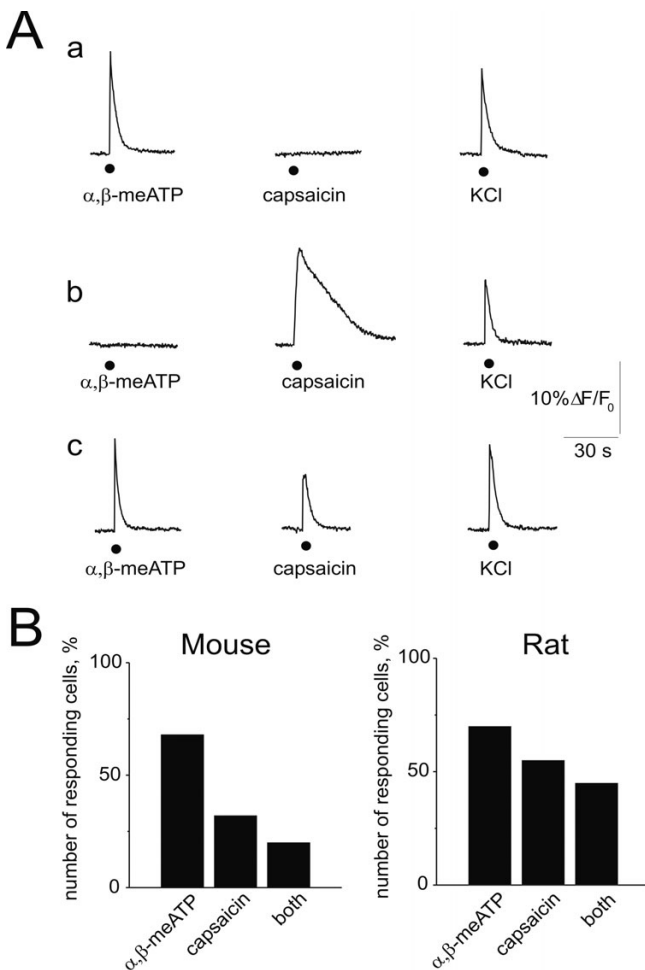 A
a
α,β-meATP capsaicin KCl
b
α,β-meATP capsaicin KCl
10%ΔF/F₀
30 s
c
α,β-meATP capsaicin KCl
B
Mouse
number of responding cells, %
100
50
0
α,β-meATP capsaicin both
Rat
number of responding cells, %
100
50
0
α,β-meATP capsaicin both